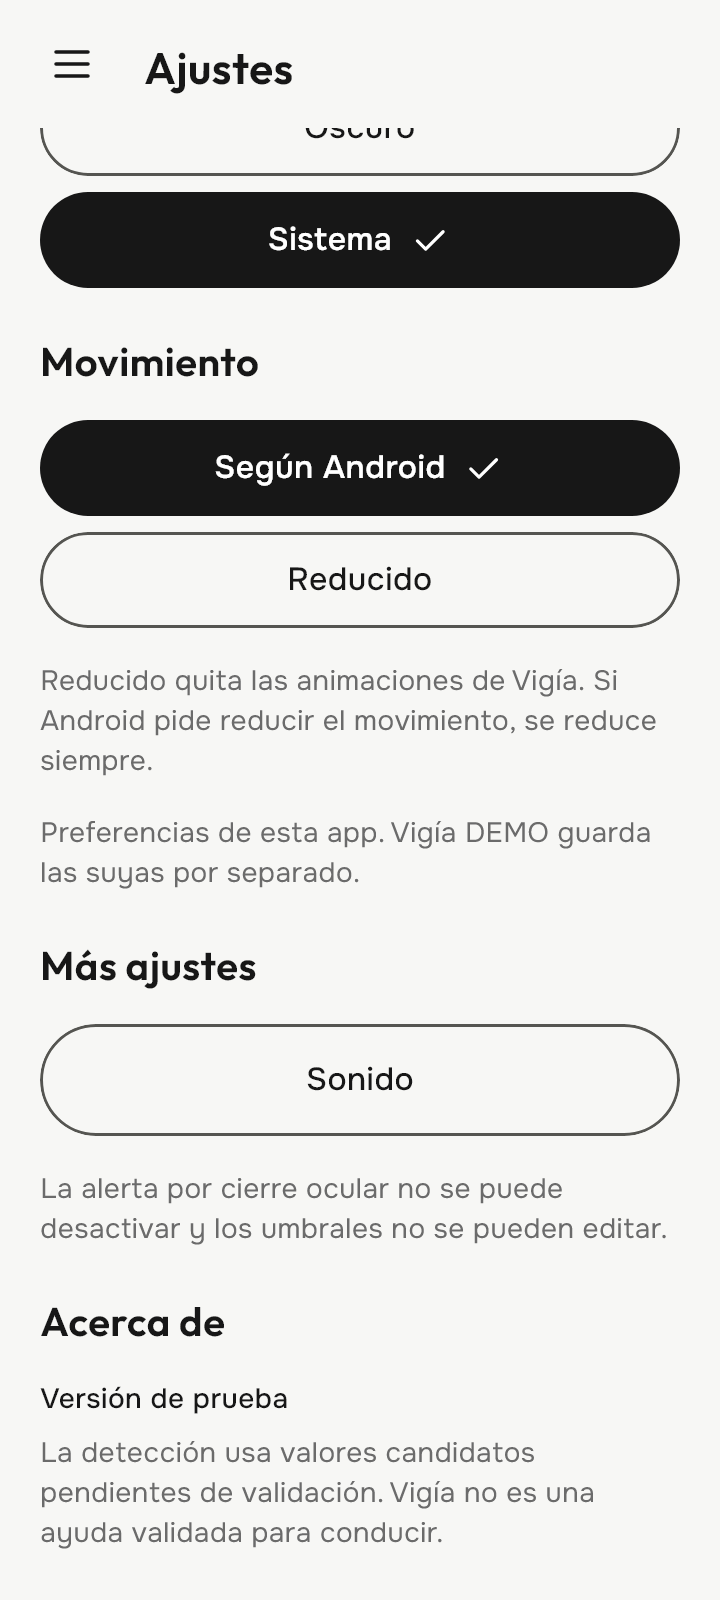 Ajustes
Oscuro
Sistema
Movimiento
Según Android
Reducido
Reducido quita las animaciones de Vigía. Si
Android pide reducir el movimiento, se reduce
siempre.
Preferencias de esta app. Vigía DEMO guarda
las suyas por separado.
Más ajustes
Sonido
La alerta por cierre ocular no se puede
desactivar y los umbrales no se pueden editar.
Acerca de
Versión de prueba
La detección usa valores candidatos
pendientes de validación. Vigía no es una
ayuda validada para conducir.